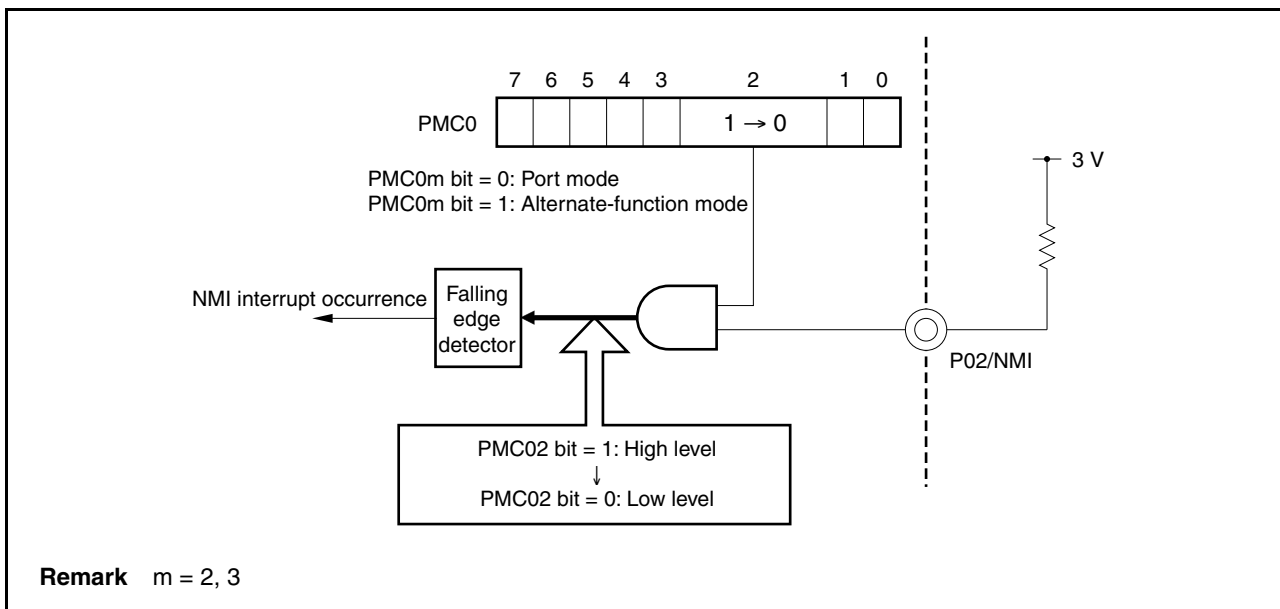 7 6 5 4 3 2 1 0
PMC0
1 → 0
3 V
PMC0m bit = 0: Port mode
PMC0m bit = 1: Alternate-function mode
NMI interrupt occurrence
Falling
edge
detector
P02/NMI
PMC02 bit = 1: High level
↓
PMC02 bit = 0: Low level
Remark m = 2, 3